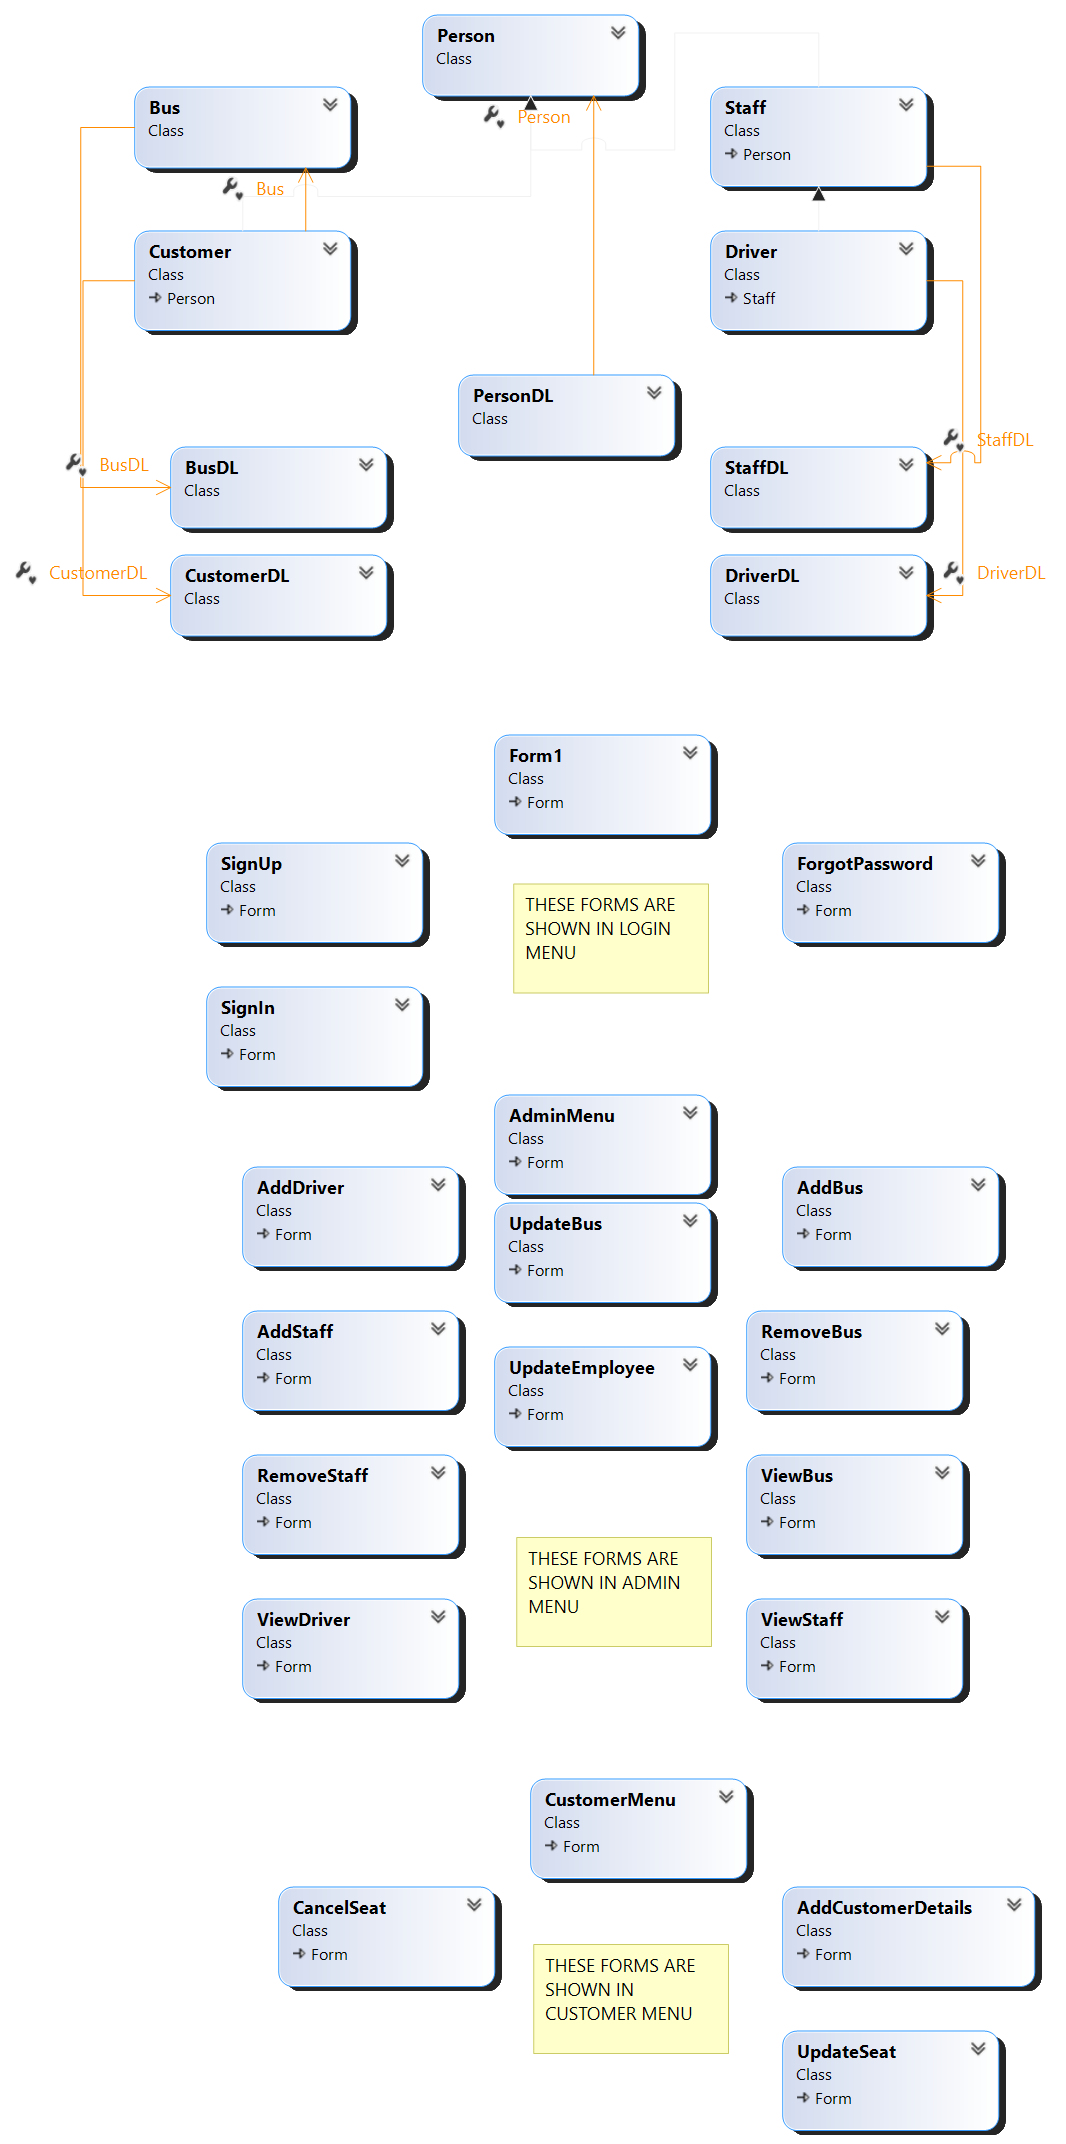 Person
Class
Person
Bus
Class
Bus
Staff
Class
Person
Customer
Class
Person
Driver
Class
Staff
PersonDL
Class
BusDL
BusDL
Class
StaffDL
Class
StaffDL
CustomerDL
CustomerDL
Class
DriverDL
Class
DriverDL
Form1
Class
Form
SignUp
Class
Form
THESE FORMS ARE
SHOWN IN LOGIN
MENU
ForgotPassword
Class
Form
SignIn
Class
Form
AdminMenu
Class
Form
AddDriver
Class
Form
UpdateBus
Class
Form
AddBus
Class
Form
AddStaff
Class
Form
UpdateEmployee
Class
Form
RemoveBus
Class
Form
RemoveStaff
Class
Form
ViewBus
Class
Form
THESE FORMS ARE
SHOWN IN ADMIN
MENU
ViewDriver
Class
Form
ViewStaff
Class
Form
CustomerMenu
Class
Form
CancelSeat
Class
Form
THESE FORMS ARE
SHOWN IN
CUSTOMER MENU
AddCustomerDetails
Class
Form
UpdateSeat
Class
Form